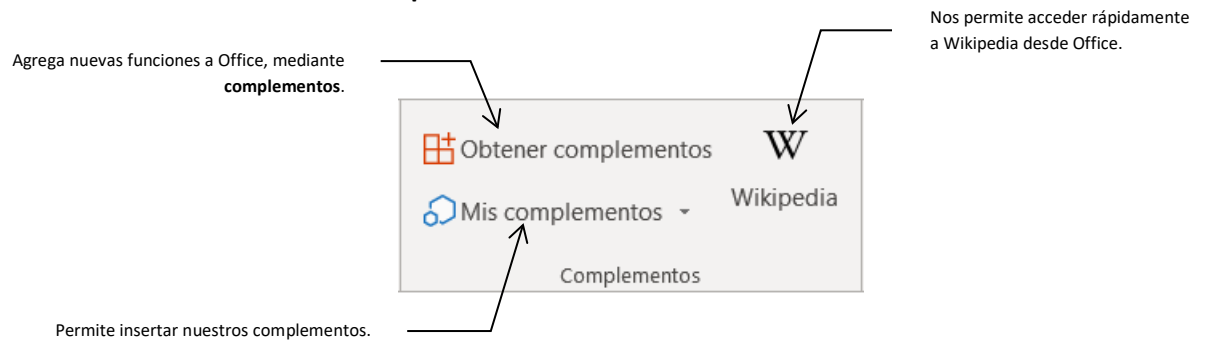 Nos permite acceder rápidamente
a Wikipedia desde Office.
Agrega nuevas funciones a Office, mediante
complementos.
Obtener complementos
W
Wikipedia
Mis complementos
Complementos
Permite insertar nuestros complementos.